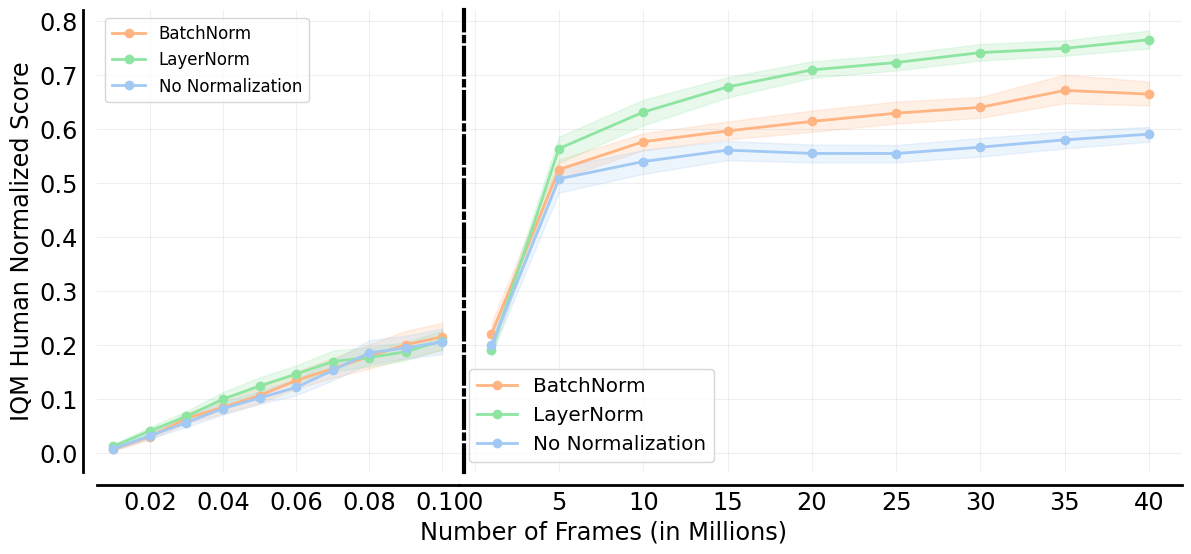 IQM Human Normalized Score
0.8
0.7
0.6
0.5
0.4
0.3
0.2
0.1
0.0
BatchNorm
LayerNorm
No Normalization
BatchNorm
LayerNorm
No Normalization
0.02 0.04 0.06 0.08 0.10 0 5 10 15 20 25 30 35 40
Number of Frames (in Millions)